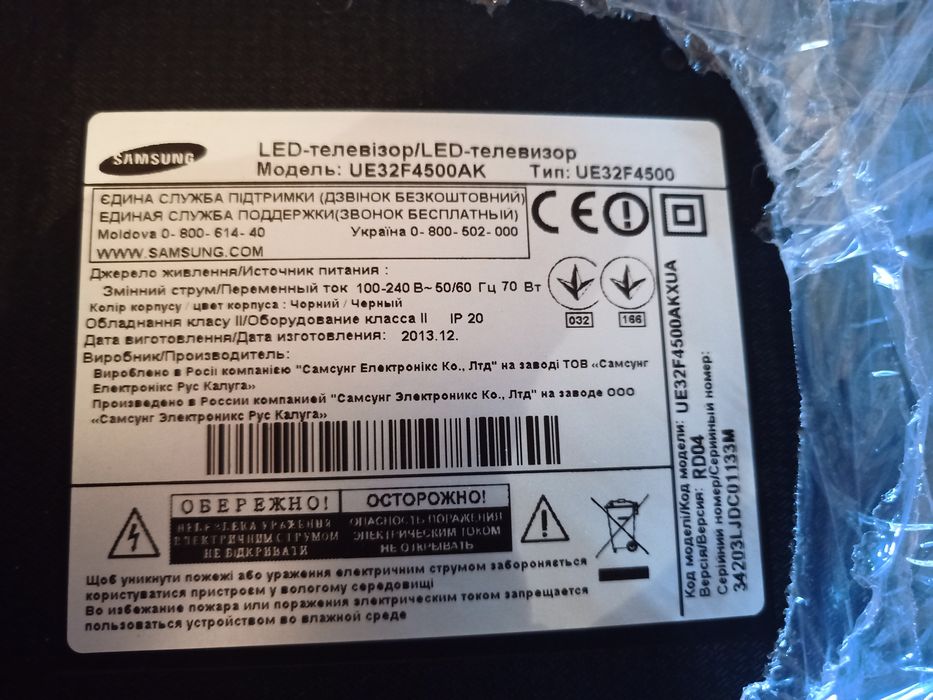 SAMSUNG
LED-телевізор/LED-телевизор
Модель: UE32F4500AK Тип: UE32F4500
ЄДИНА СЛУЖБА ПІДТРИМКИ (ДЗВІНОК БЕЗКОШТОВНИЙ)
ЕДИНАЯ СЛУЖБА ПОДДЕРЖКИ(ЗВОНОК БЕСПЛАТНЫЙ)
Moldova 0- 800- 614- 40 Україна 0- 800- 502- 000
WWW.SAMSUNG.COM
CE
Джерело живлення/Источник питания :
Змінний струм/Переменный ток 100-240 В~ 50/60 Гц 70 Вт
Колір корпусу / цвет корпуса : Чорний / Черный
Обладнання класу II/Оборудование класса II IP 20
032 166
Дата виготовлення/Дата изготовления: 2013.12.
Виробник/Производитель:
Вироблено в Росії компанією "Самсунг Електронікс Ко., Лтд" на заводі ТОВ «Самсунг
Електронікс Рус Калуга»
Произведено в России компанией "Самсунг Электроникс Ко., Лтд" на заводе ООО
«Самсунг Электроникс Рус Калуга»
ОБЕРЕЖНО! ОСТОРОЖНО!
НЕБЕЗПЕКА УРАЖЕННЯ ОПАСНОСТЬ ПОРАЖЕНИЯ
ЕЛЕКТРИЧНИМ СТРУМОМ ЭЛЕКТРИЧЕСКИМ ТОКОМ
НЕ ВІДКРИВАТИ НЕ ОТКРЫВАТЬ
Щоб уникнути пожежі або ураження електричним струмом забороняється
користуватися пристроєм у вологому середовищі
Во избежание пожара или поражения электрическим током запрещается
пользоваться устройством во влажной среде
Код моделі/Код модели: UE32F4500AKXUA
Версія/Версия: RD04
Серійний номер/Серийный номер:
34203LJDC01133M